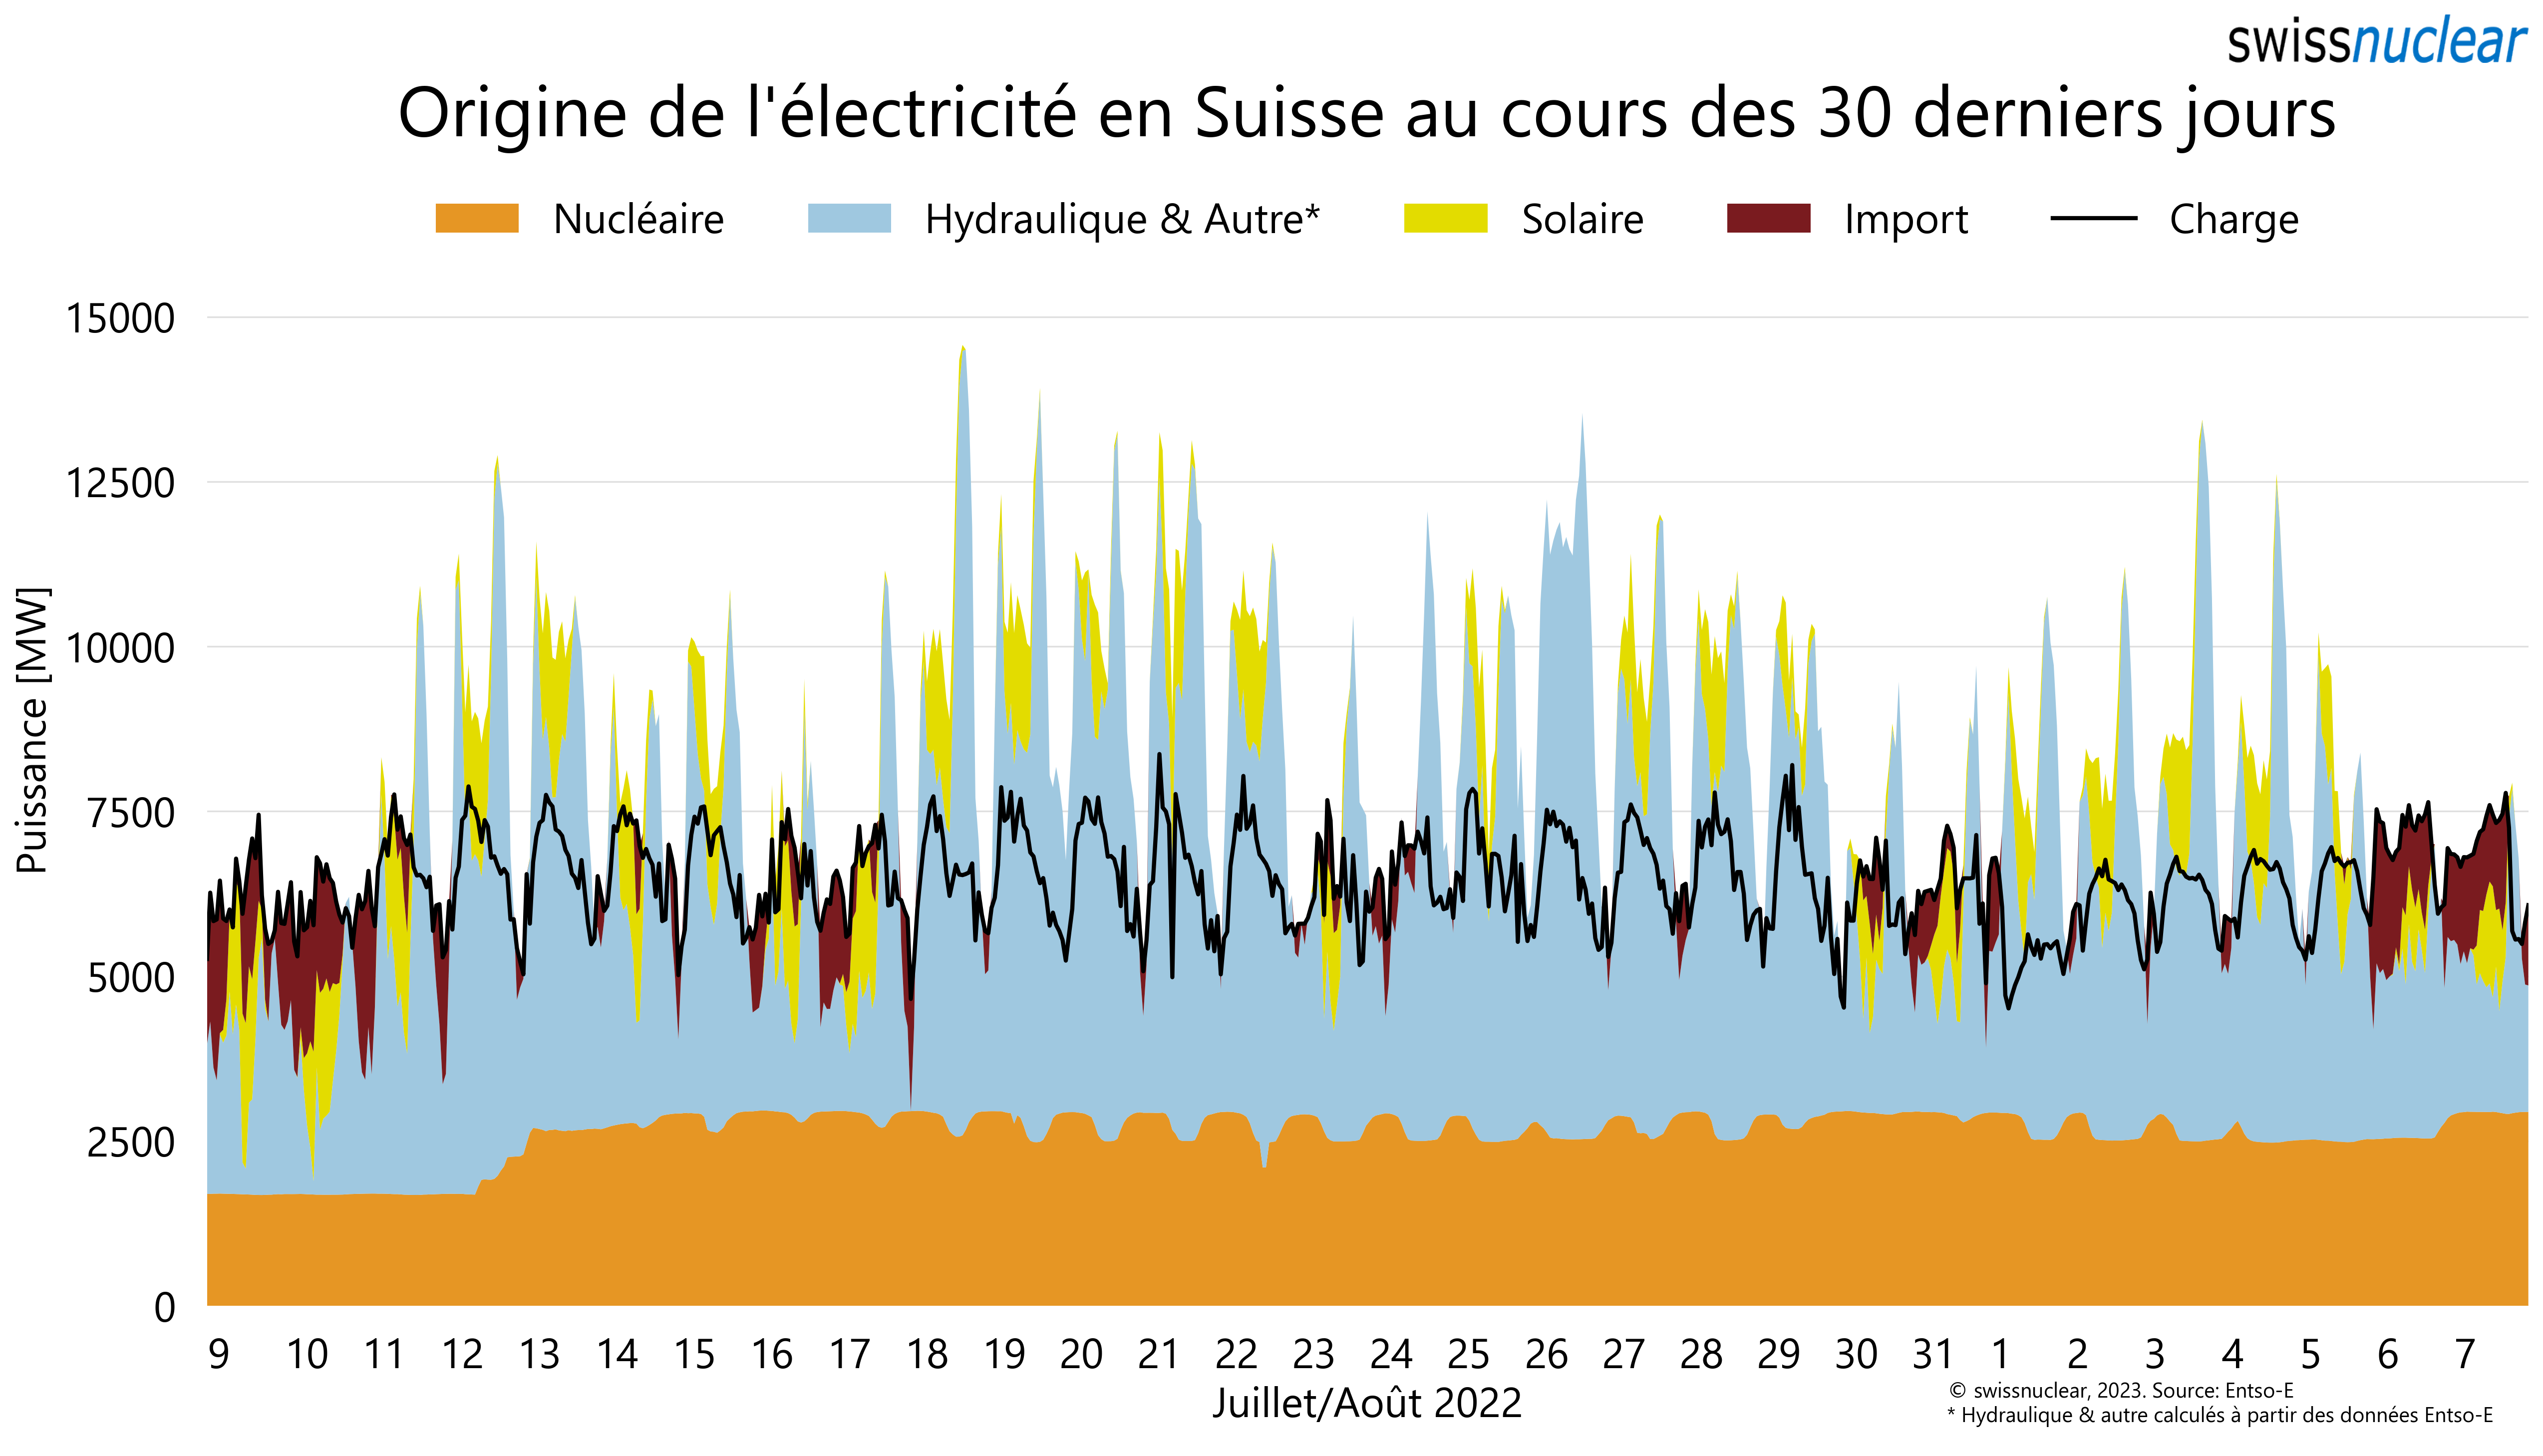 swissnuclear
Origine de l'électricité en Suisse au cours des 30 derniers jours
Nucléaire Hydraulique & Autre* Solaire Import Charge
Puissance [MW]
15000
12500
10000
7500
5000
2500
0
9 10 11 12 13 14 15 16 17 18 19 20 21 22 23 24 25 26 27 28 29 30 31 1 2 3 4 5 6 7
Juillet/Août 2022
© swissnuclear, 2023. Source: Entso-E
* Hydraulique & autre calculés à partir des données Entso-E